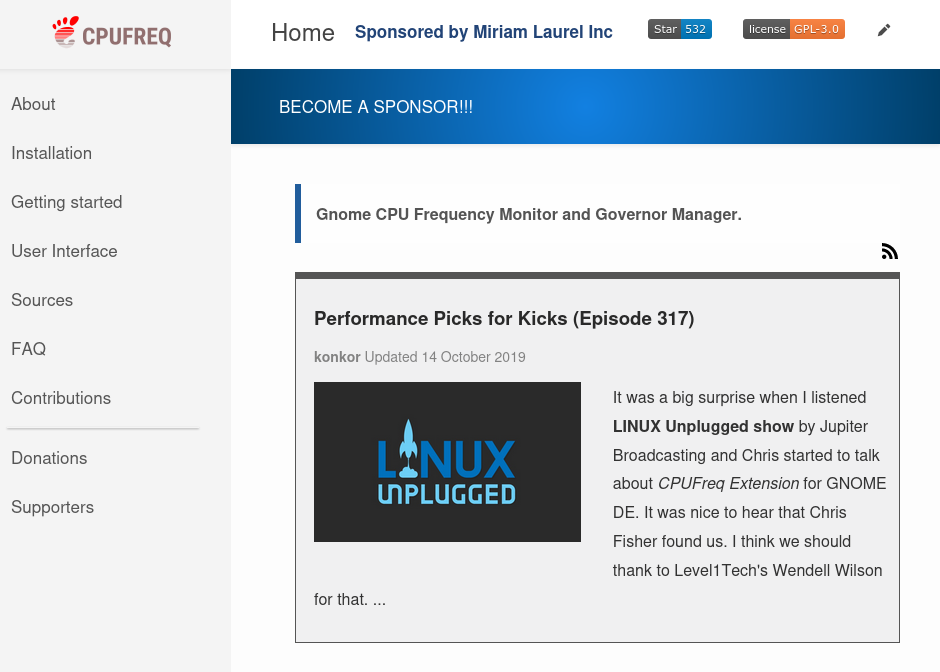 CPUFREQ
Home
Sponsored by Miriam Laurel Inc
Star 532
license GPL-3.0
About
Installation
Getting started
User Interface
Sources
FAQ
Contributions
Donations
Supporters
BECOME A SPONSOR!!!
Gnome CPU Frequency Monitor and Governor Manager.
Performance Picks for Kicks (Episode 317)
konkor Updated 14 October 2019
LINUX
UNPLUGGED
It was a big surprise when I listened
LINUX Unplugged show by Jupiter
Broadcasting and Chris started to talk
about CPUFreq Extension for GNOME
DE. It was nice to hear that Chris
Fisher found us. I think we should
thank to Level1Tech's Wendell Wilson
for that. ...